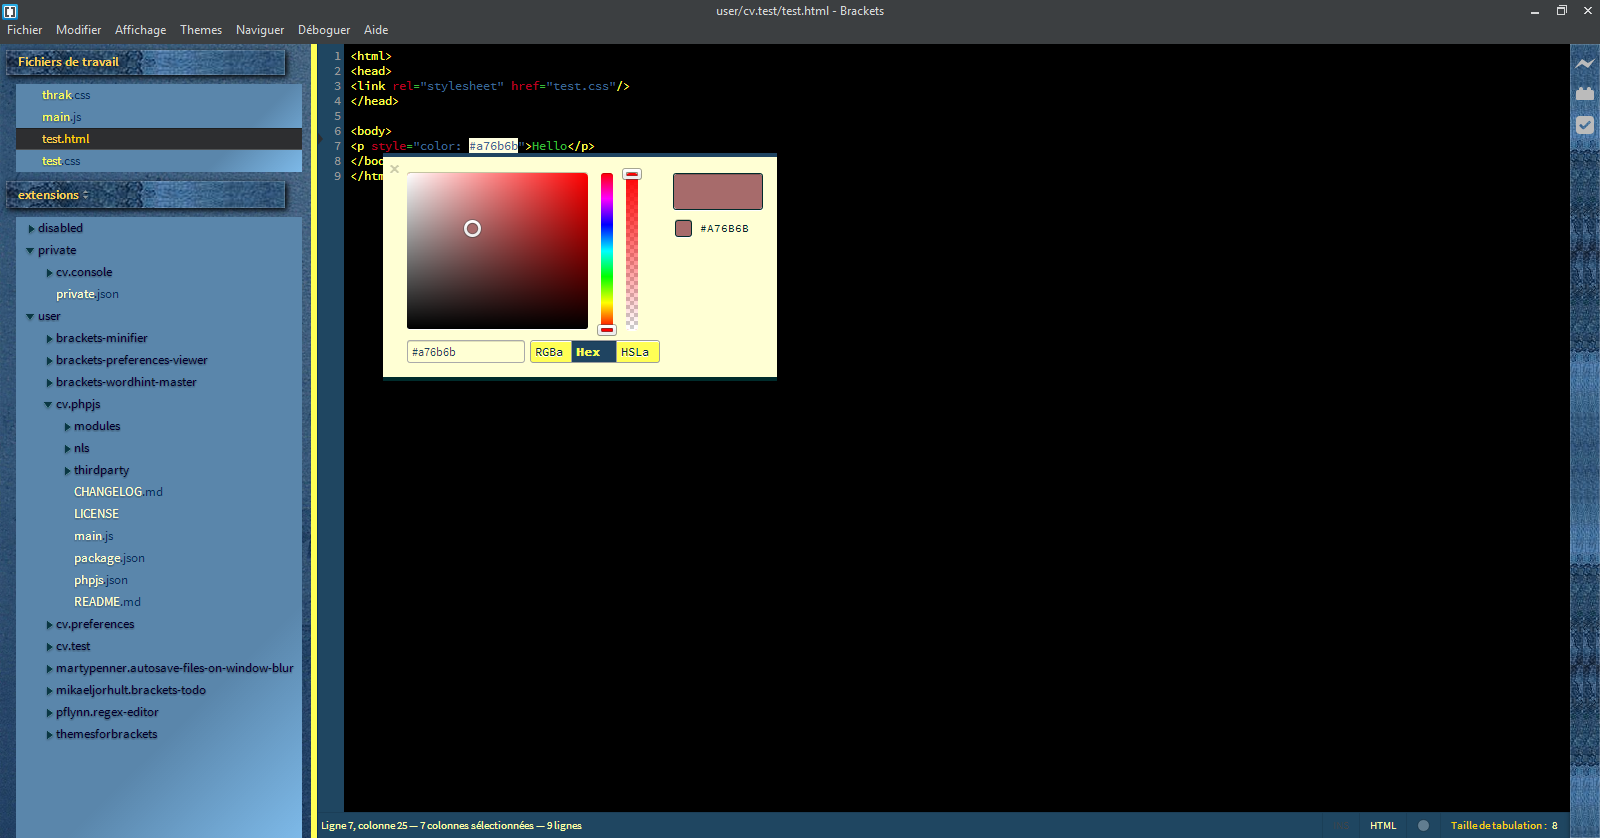 user/cv.test/test.html - Brackets
Fichier Modifier Affichage Themes Naviguer Déboguer Aide
Fichiers de travail
thrak.css
main.js
test.html
test.css
extensions
disabled
private
cv.console
private.json
user
brackets-minifier
brackets-preferences-viewer
brackets-wordhint-master
cv.phpjs
modules
nls
thirdparty
CHANGELOG.md
LICENSE
main.js
package.json
phpjs.json
README.md
cv.preferences
cv.test
martypenner.autosave-files-on-window-blur
mikaeljorhult.brackets-todo
pflynn.regex-editor
themesforbrackets
1 <html>
2 <head>
3 <link rel="stylesheet" href="test.css"/>
4 </head>
5
6 <body>
7 <p style="color: #a76b6b">Hello</p>
8 </bo
9 </htm
#A76B6B
#a76b6b RGBa Hex HSLa
Ligne 7, colonne 25 — 7 colonnes sélectionnées — 9 lignes
HTML
Taille de tabulation : 8